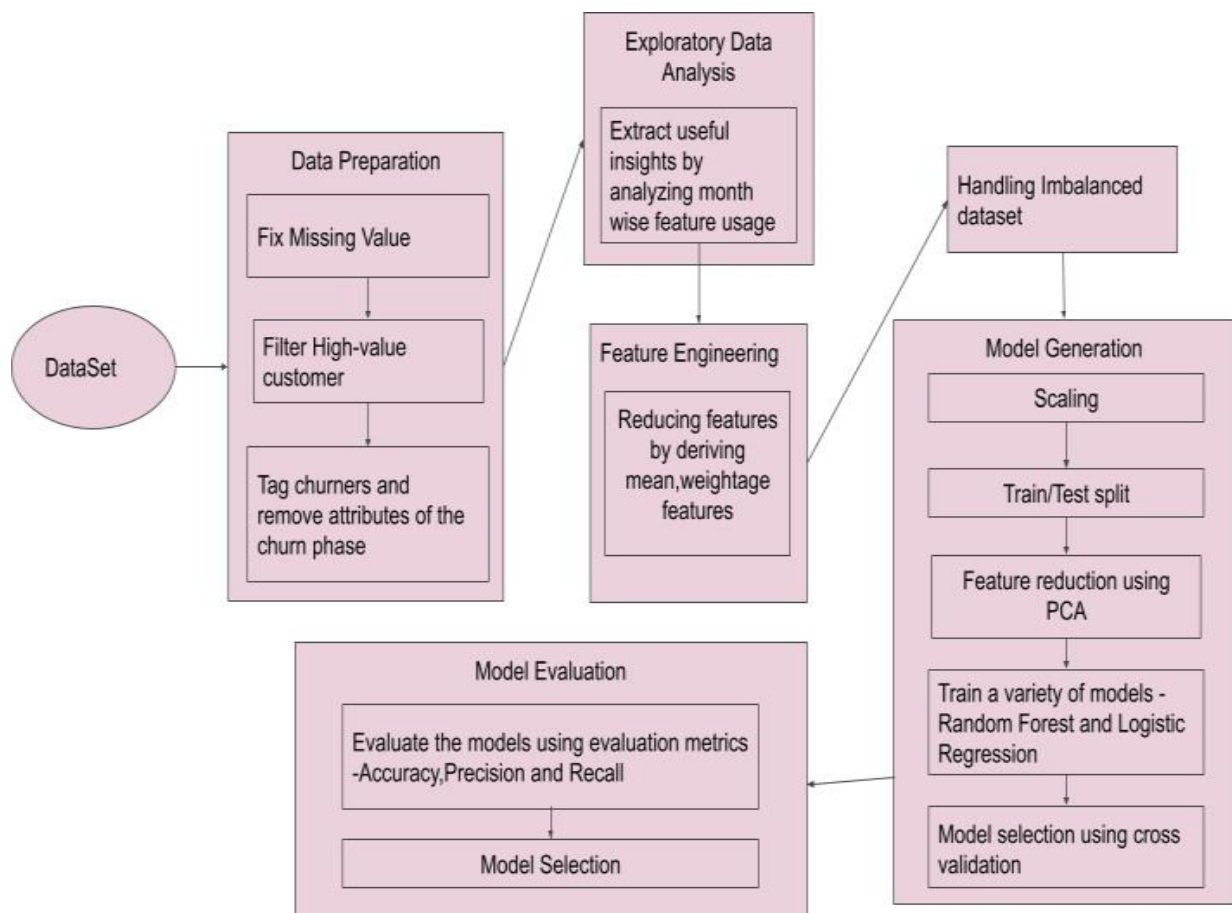 DataSet
Data Preparation
Fix Missing Value
Filter High-value
customer
Tag churners and
remove attributes of the
churn phase
Exploratory Data
Analysis
Extract useful
insights by
analyzing month
wise feature usage
Feature Engineering
Reducing features
by deriving
mean,weightage
features
Handling Imbalanced
dataset
Model Generation
Scaling
Train/Test split
Feature reduction using
PCA
Train a variety of models -
Random Forest and Logistic
Regression
Model selection using cross
validation
Model Evaluation
Evaluate the models using evaluation metrics
-Accuracy,Precision and Recall
Model Selection